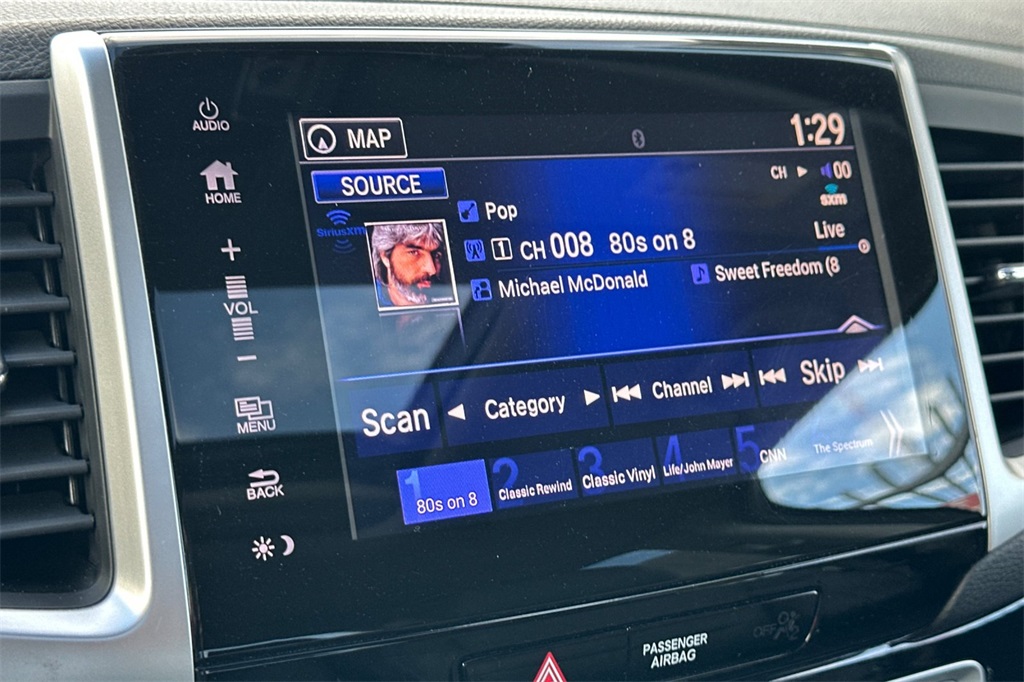 AUDIO
MAP
1:29
HOME
SOURCE
CH
00
sxm
SiriusXM
Pop
+
VOL
-
1 CH 008 80s on 8
Live
Michael McDonald
Sweet Freedom (8
MENU
Scan
Category
Channel
Skip
BACK
1 80s on 8
2 Classic Rewind
3 Classic Vinyl
4 Life/John Mayer
5 CNN
The Spectrum
PASSENGER
AIRBAG
OFF